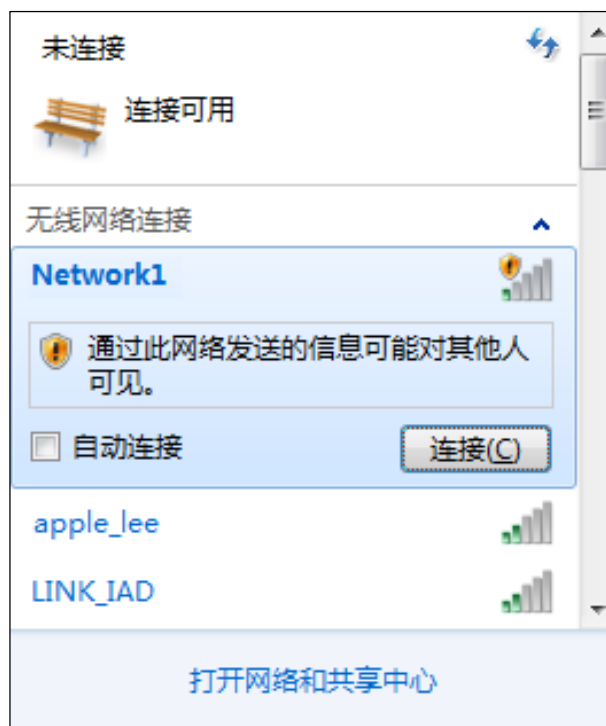 未连接
连接可用
无线网络连接
Network1
通过此网络发送的信息可能对其他人
可见。
自动连接
连接(C)
apple_lee
LINK_IAD
打开网络和共享中心